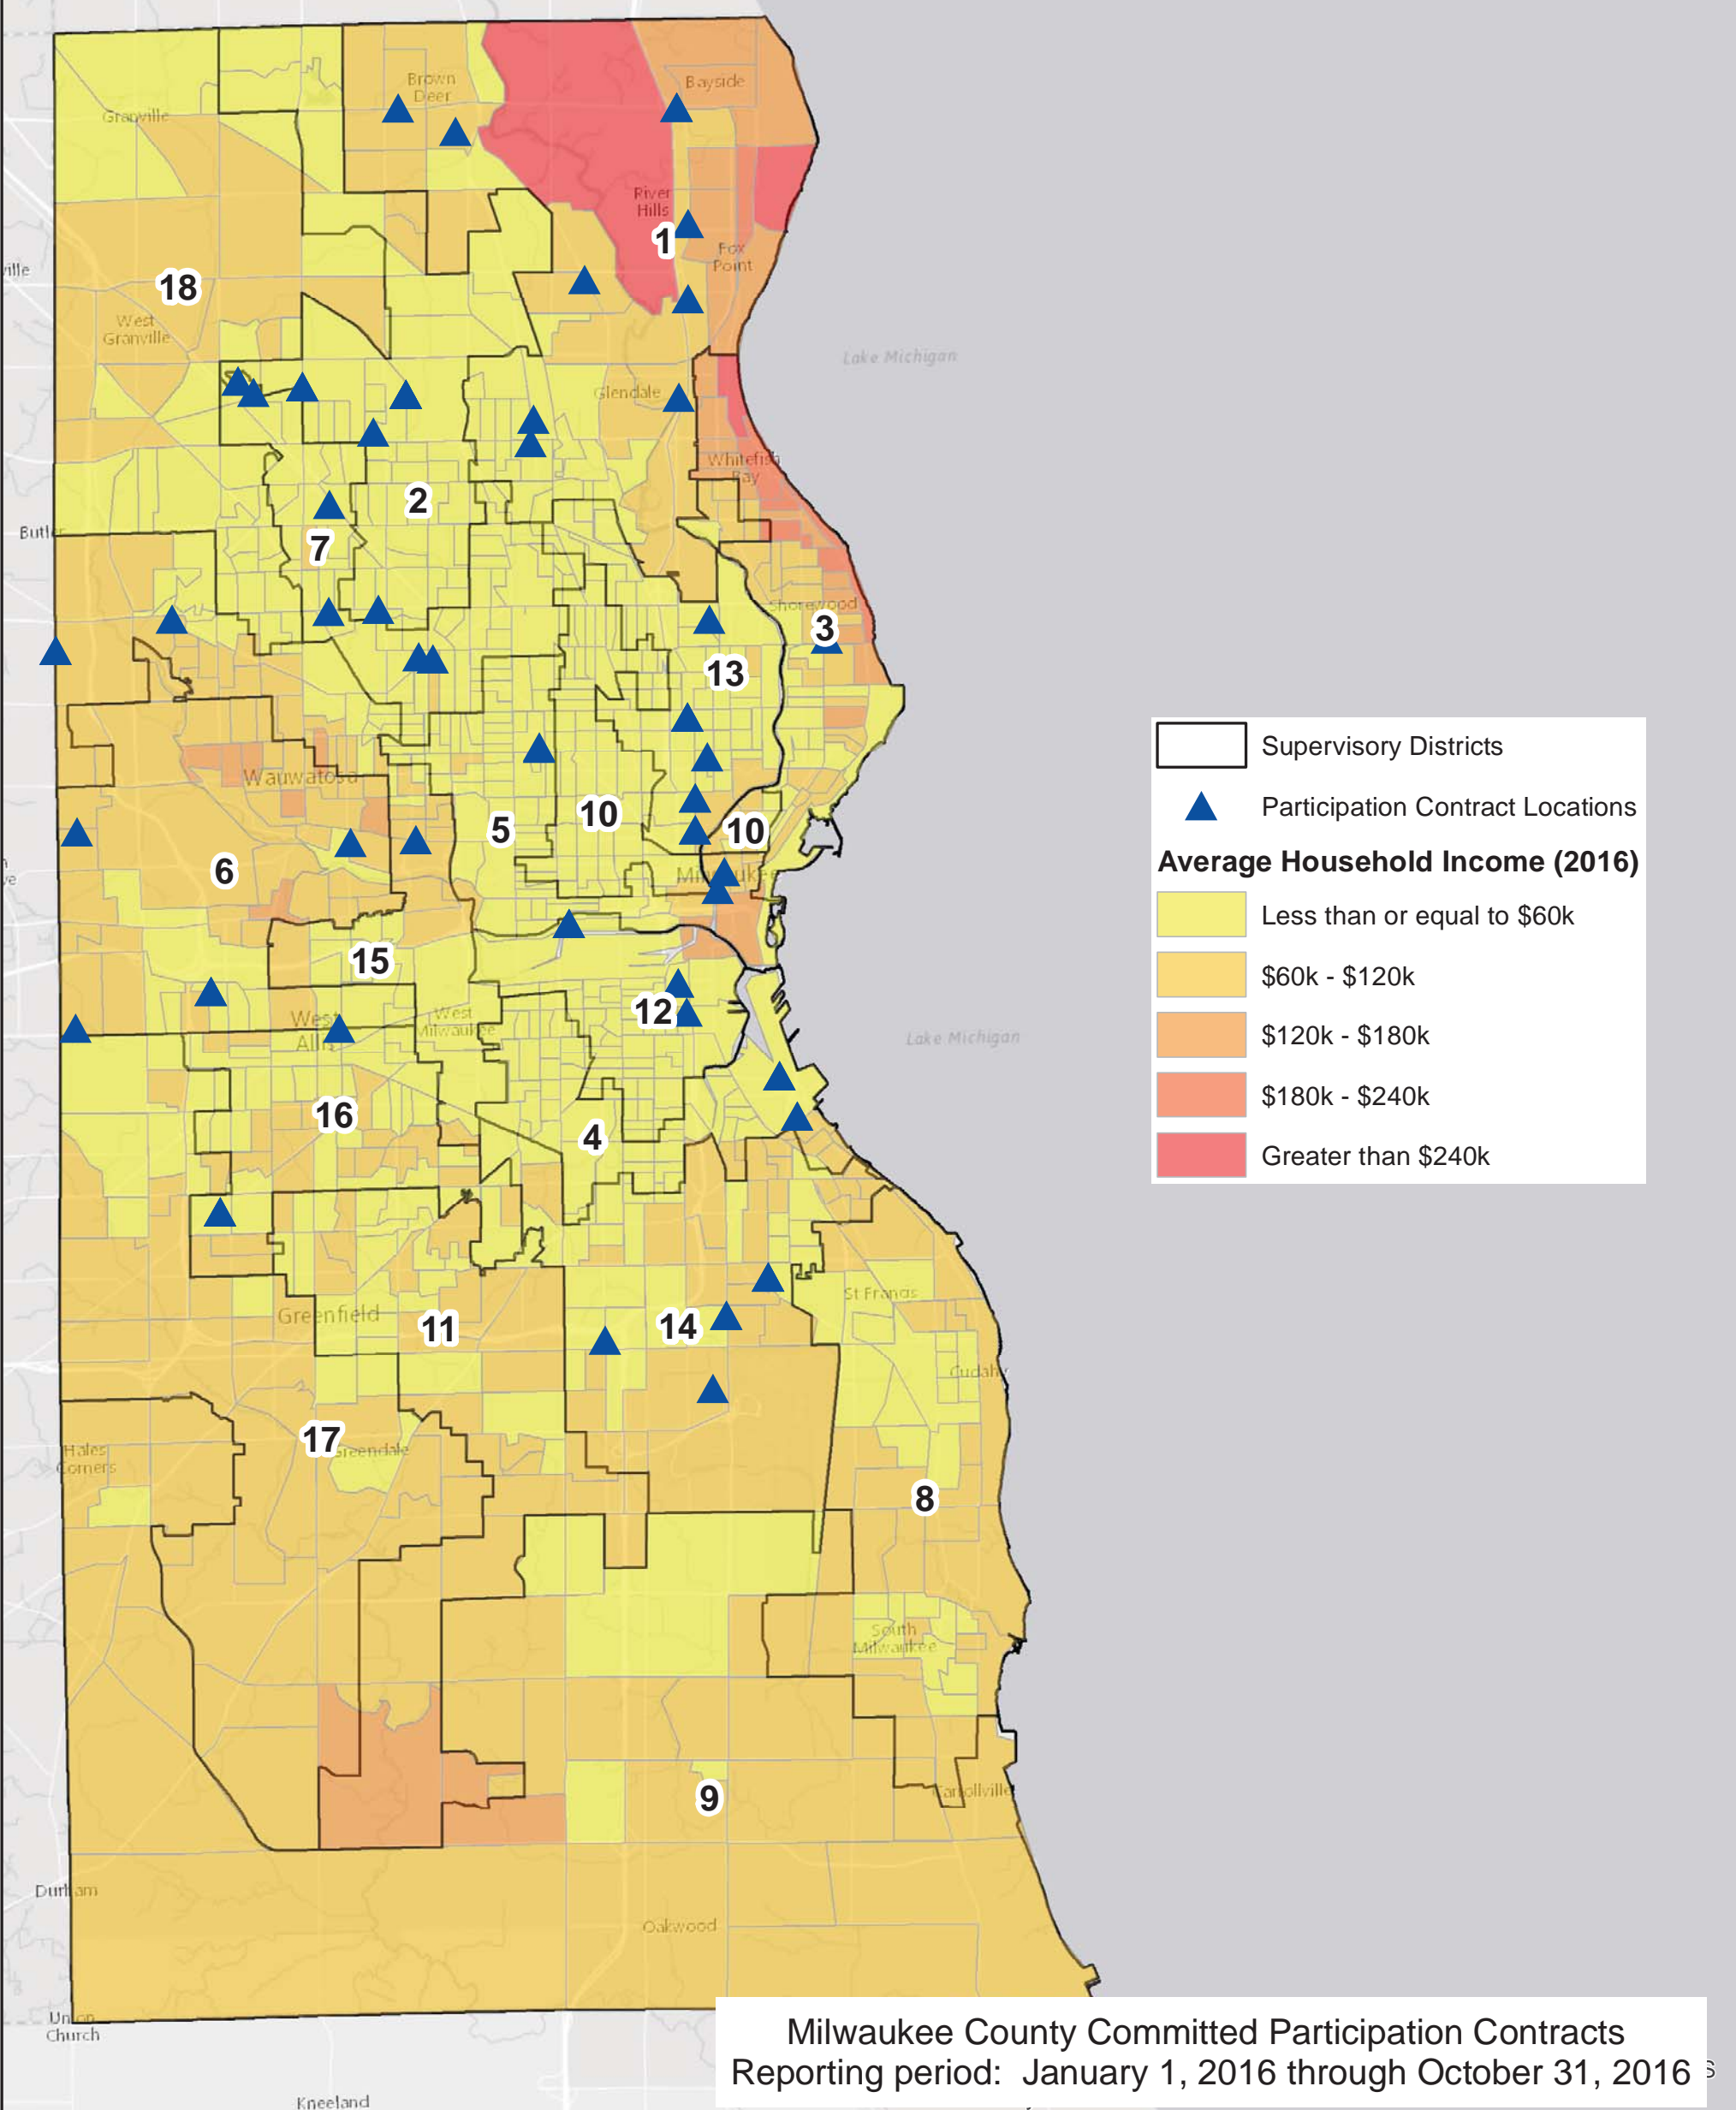 Brown
Deer
Bayside
Granville
River
Hills
1
Fox
Point
ville
18
West
Granville
Lake Michigan
Glendale
Whitefish
Bay
2
Butler
7
Shorewood
3
13
Supervisory Districts
Wauwatosa
Participation Contract Locations
5
10
10
Average Household Income (2016)
6
Milwaukee
Less than or equal to $60k
15
$60k - $120k
12
West
Allis
West
Milwaukee
Lake Michigan
$120k - $180k
16
$180k - $240k
4
Greater than $240k
St Francis
Greenfield
11
14
Cudahy
17
Greendale
Hales
Corners
8
South
Milwaukee
9
Carrollville
Durham
Oakwood
Union
Church
Milwaukee County Committed Participation Contracts
Reporting period: January 1, 2016 through October 31, 2016
Kneeland